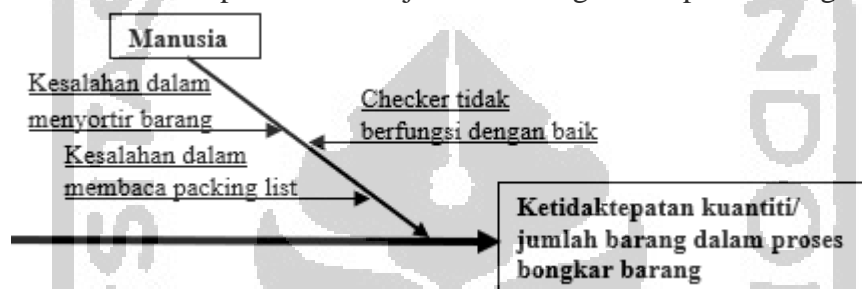 Manusia
Kesalahan dalam
menyortir barang
Checker tidak
berfungsi dengan baik
Kesalahan dalam
membaca packing list
Ketidaktepatan kuantiti/
jumlah barang dalam proses
bongkar barang